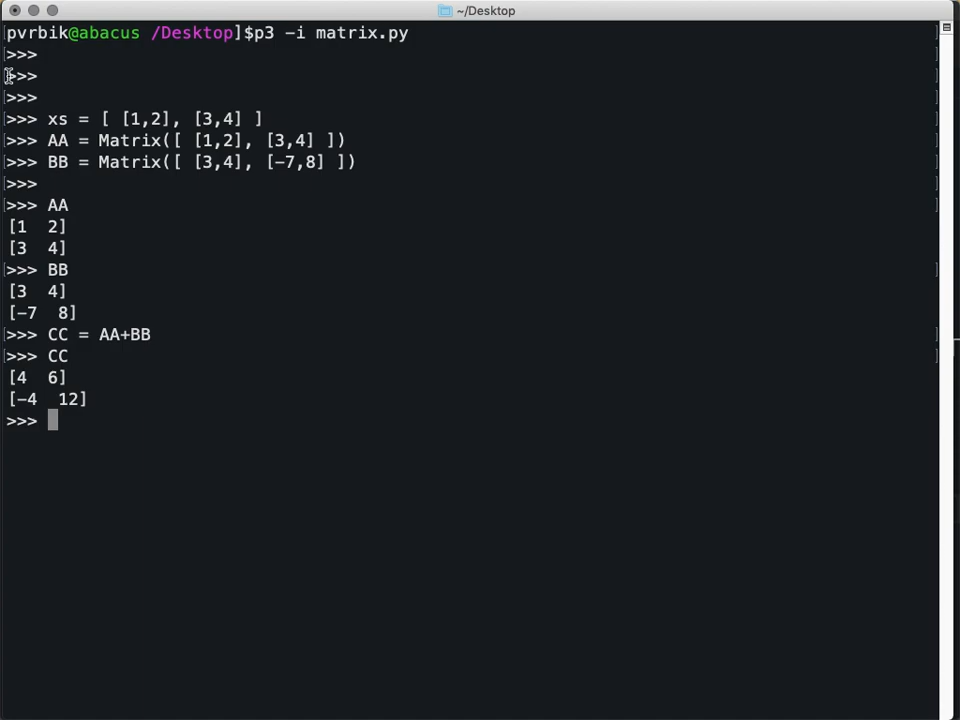 ~/Desktop
pvrbik@abacus /Desktop]$p3 -i matrix.py
>>>
>>>
>>>
>>> xs = [ [1,2], [3,4] ]
>>> AA = Matrix([ [1,2], [3,4] ])
>>> BB = Matrix([ [3,4], [-7,8] ])
>>>
>>> AA
[1  2]
[3  4]
>>> BB
[3  4]
[-7  8]
>>> CC = AA+BB
>>> CC
[4  6]
[-4  12]
>>>